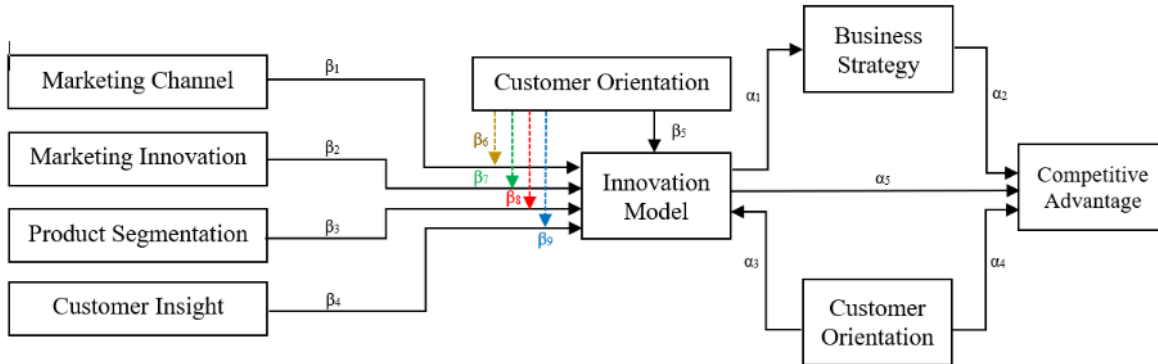 Marketing Channel
Marketing Innovation
Product Segmentation
Customer Insight
β1
β2
β3
β4
Customer Orientation
β5
β6
β7
β8
β9
Innovation
Model
Business
Strategy
α1
α2
α5
α3
α4
Competitive
Advantage
Customer
Orientation